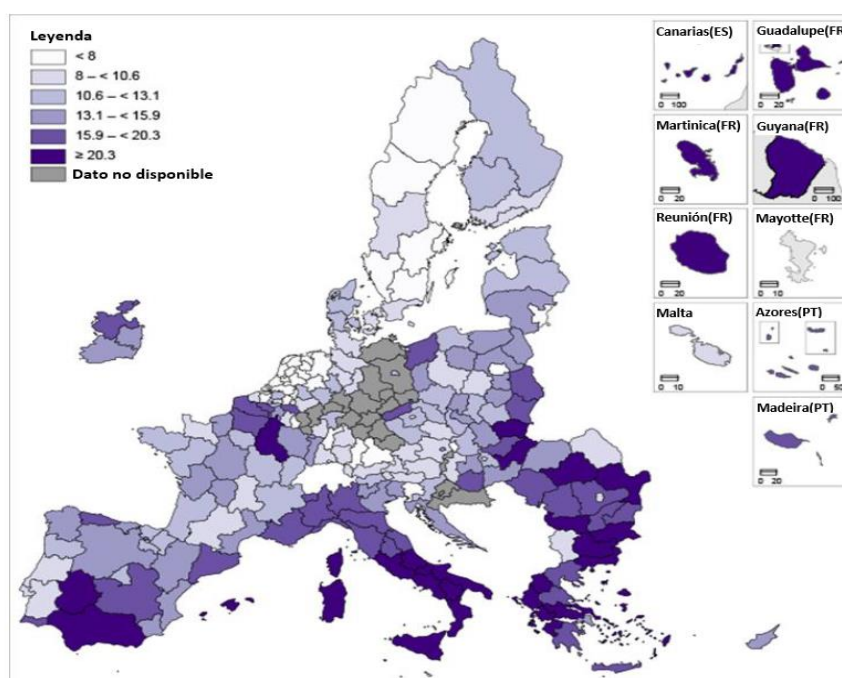 Leyenda
< 8
8 – < 10.6
10.6 – < 13.1
13.1 – < 15.9
15.9 – < 20.3
≥ 20.3
Dato no disponible
Canarias(ES)
0 100
Guadalupe(FR
0 20
Martinica(FR)
0 20
Guyana(FR)
0 100
Reunión(FR)
0 20
Mayotte(FR)
0 10
Malta
0 10
Azores(PT)
0 50
Madeira(PT)
0 20